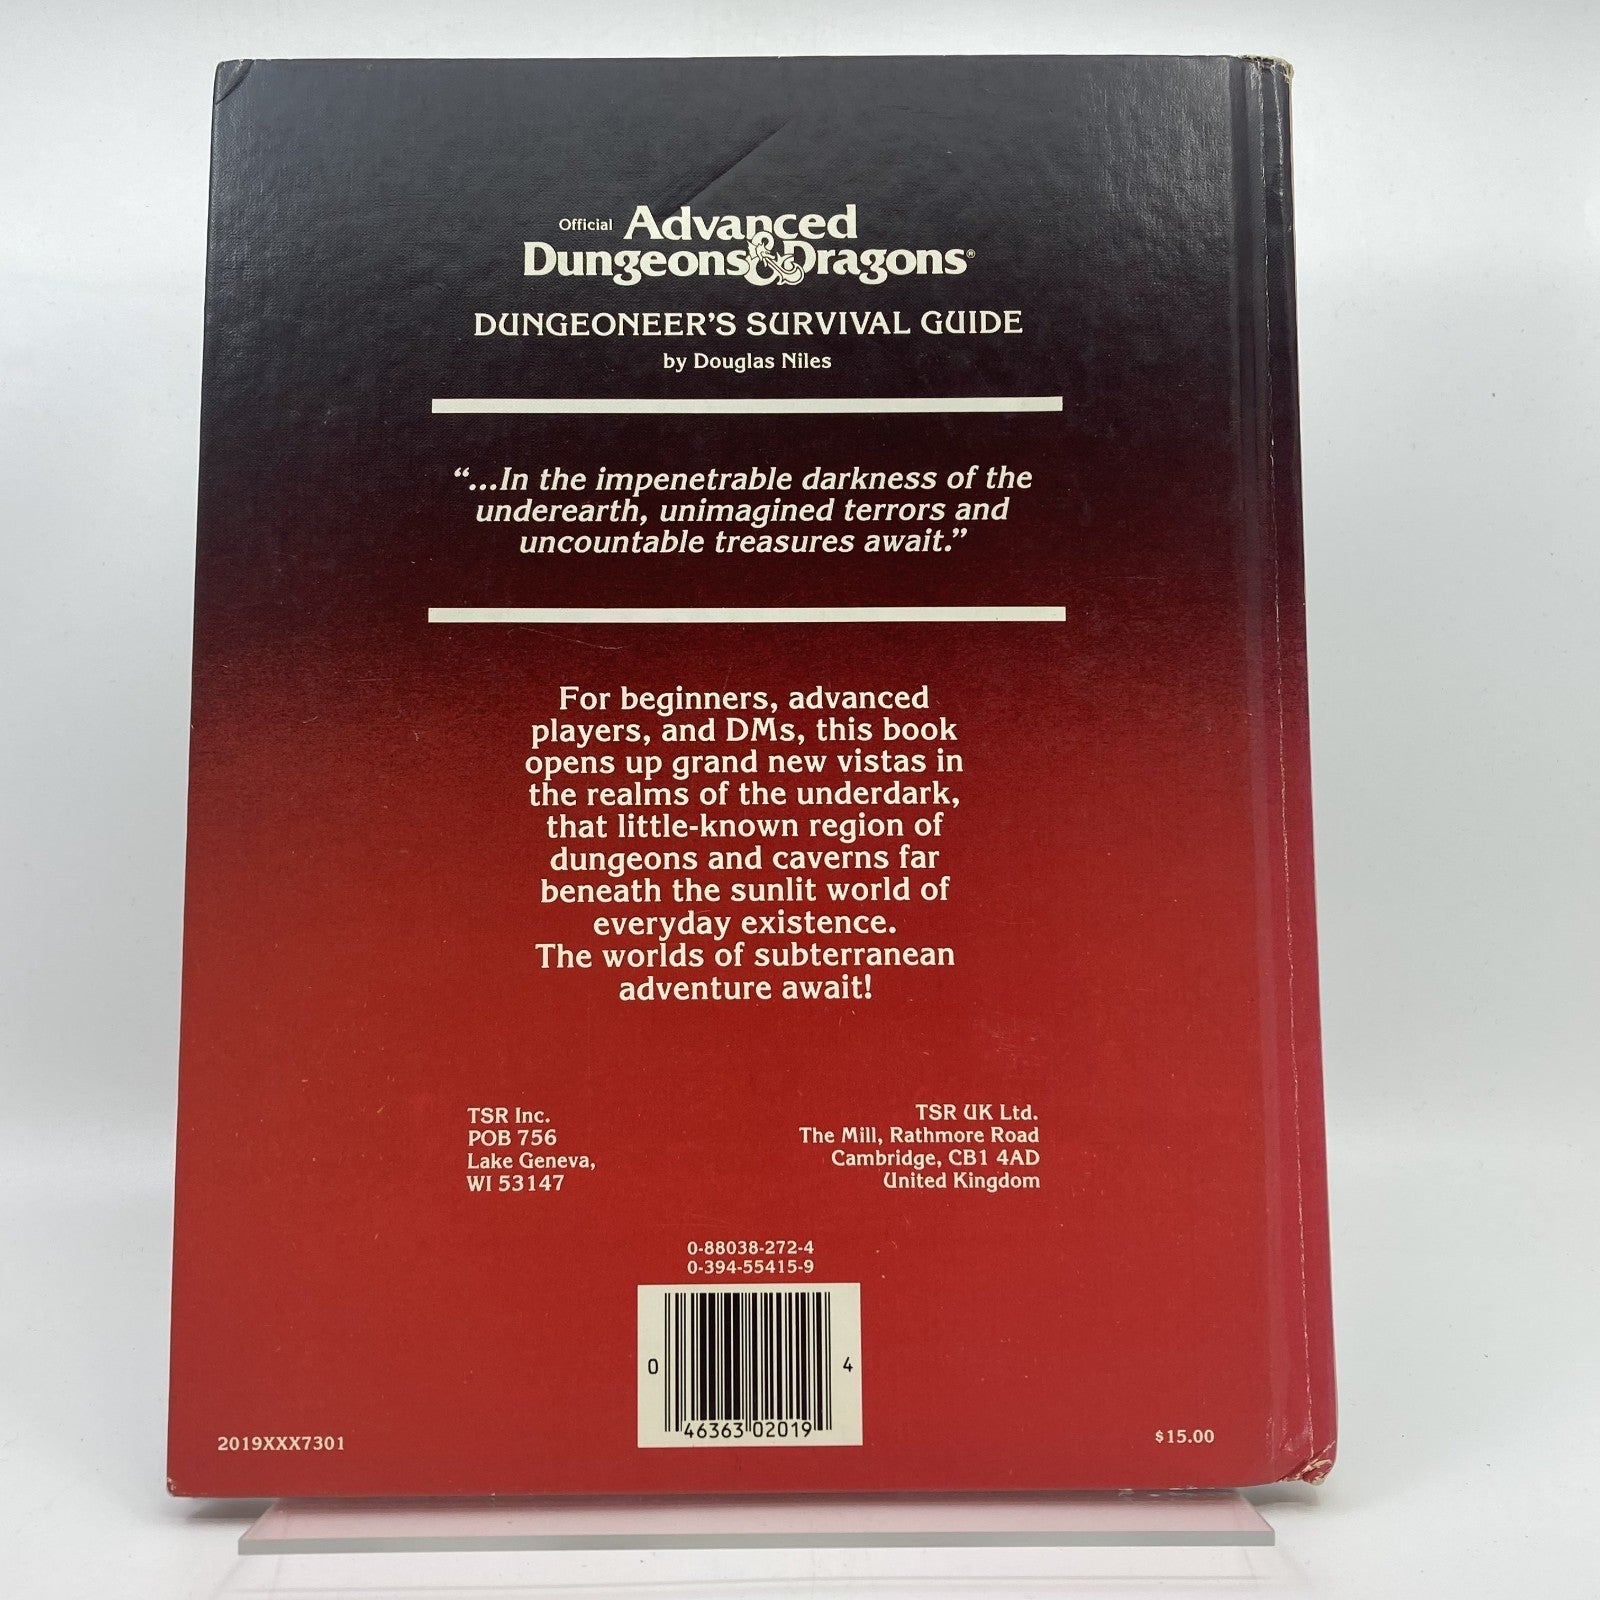 Official Advanced
Dungeons & Dragons®
DUNGEONEER'S SURVIVAL GUIDE
by Douglas Niles
“...In the impenetrable darkness of the
underearth, unimagined terrors and
uncountable treasures await.”
For beginners, advanced
players, and DMs, this book
opens up grand new vistas in
the realms of the underdark,
that little-known region of
dungeons and caverns far
beneath the sunlit world of
everyday existence.
The worlds of subterranean
adventure await!
TSR Inc.
POB 756
Lake Geneva,
WI 53147
TSR UK Ltd.
The Mill, Rathmore Road
Cambridge, CB1 4AD
United Kingdom
0-88038-272-4
0-394-55415-9
0 46363 02019 4
2019XXX7301
$15.00